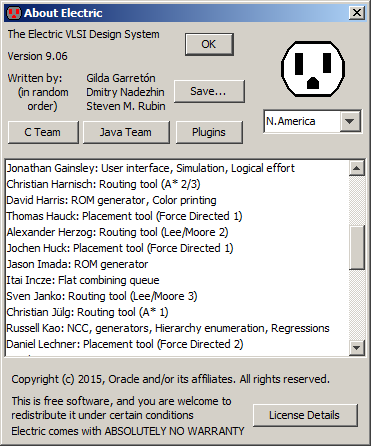 About Electric
The Electric VLSI Design System
OK
Version 9.06
Written by:
(in random
order)
Gilda Garretón
Dmitry Nadezhin
Steven M. Rubin
Save...
N.America
C Team
Java Team
Plugins
Jonathan Gainsley: User interface, Simulation, Logical effort
Christian Harnisch: Routing tool (A* 2/3)
David Harris: ROM generator, Color printing
Thomas Hauck: Placement tool (Force Directed 1)
Alexander Herzog: Routing tool (Lee/Moore 2)
Jochen Huck: Placement tool (Force Directed 1)
Jason Imada: ROM generator
Itai Incze: Flat combining queue
Sven Janko: Routing tool (Lee/Moore 3)
Christian Jülg: Routing tool (A* 1)
Russell Kao: NCC, generators, Hierarchy enumeration, Regressions
Daniel Lechner: Placement tool (Force Directed 2)
Copyright (c) 2015, Oracle and/or its affiliates. All rights reserved.
This is free software, and you are welcome to
redistribute it under certain conditions
Electric comes with ABSOLUTELY NO WARRANTY
License Details